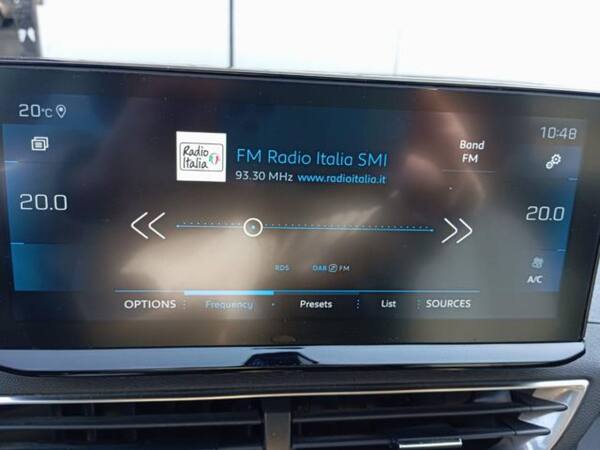 20°C
10:48
Radio
Italia
FM Radio Italia SMI
Band
FM
93.30 MHz www.radioitalia.it
20.0
20.0
RDS
DAB FM
A/C
OPTIONS Frequency Presets List SOURCES